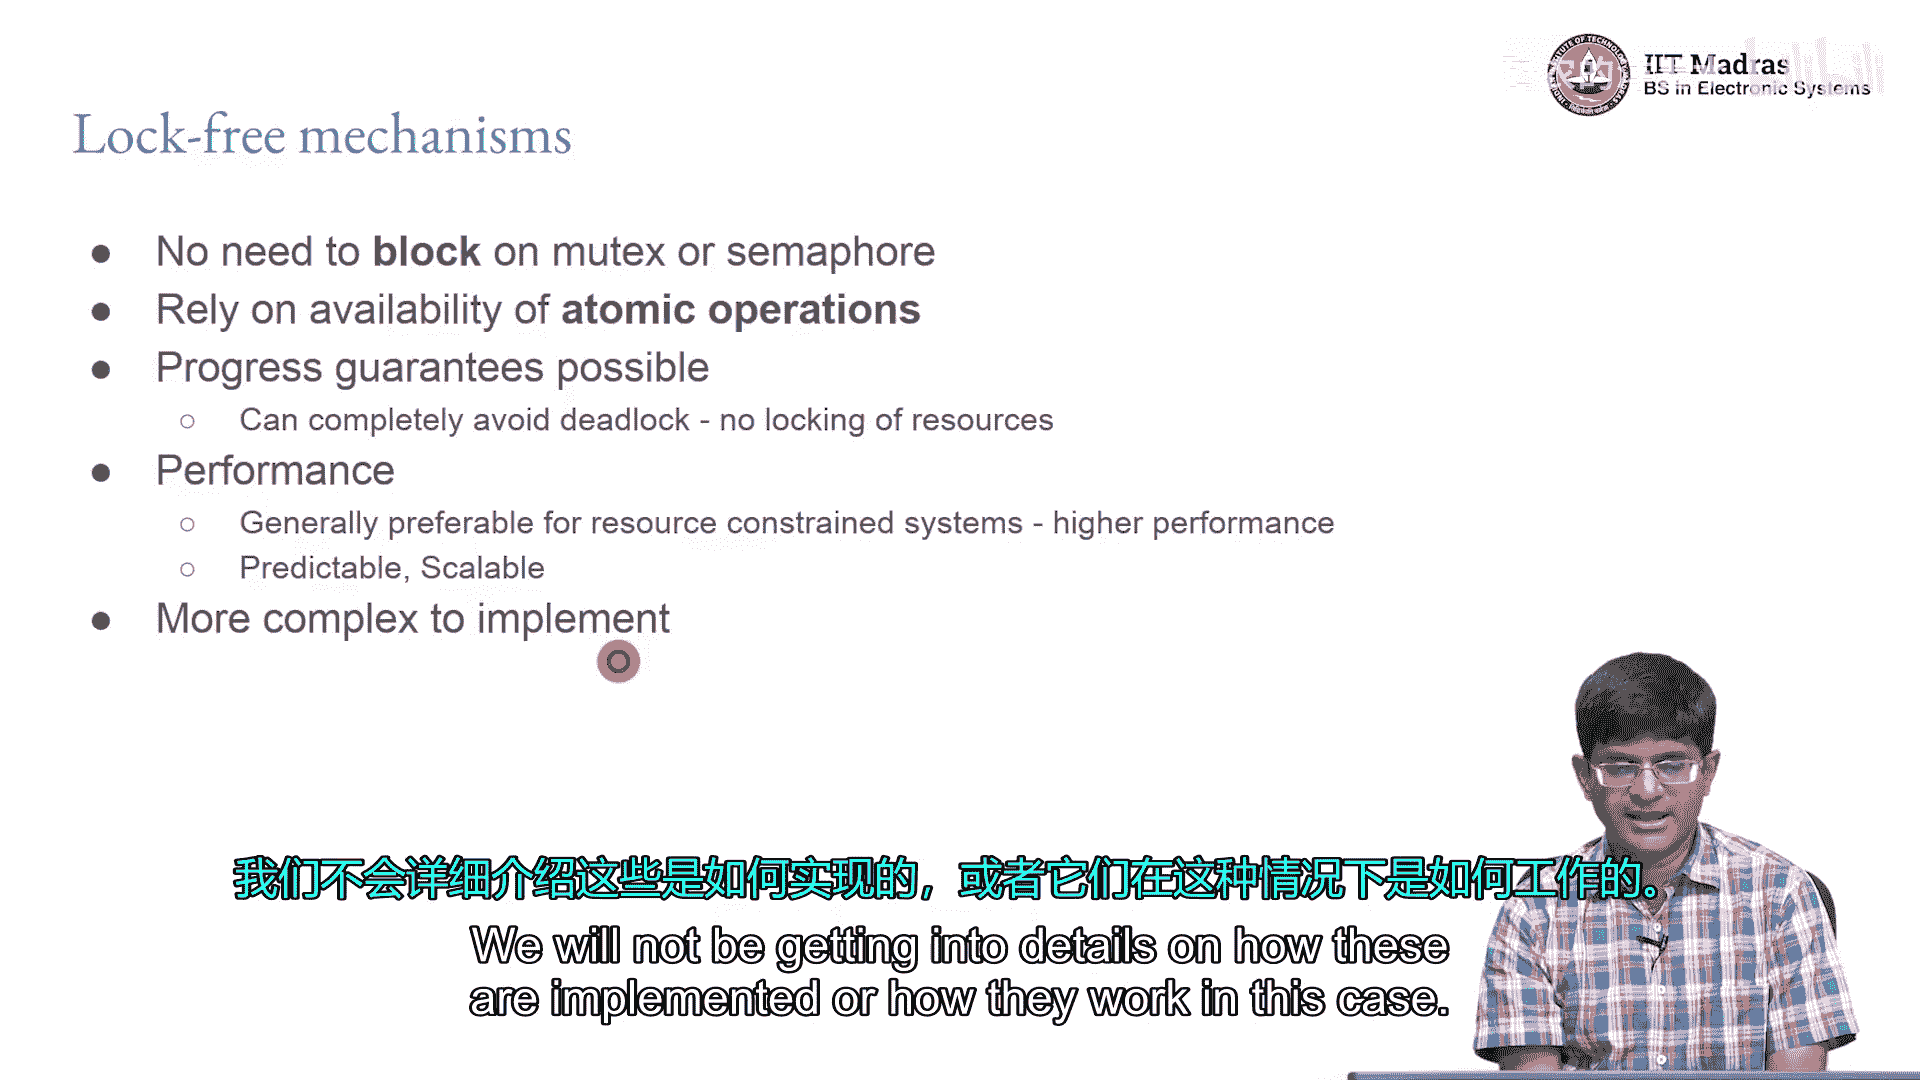 IIT Madras
BS in Electronic Systems
Lock-free mechanisms
● No need to block on mutex or semaphore
● Rely on availability of atomic operations
● Progress guarantees possible
○ Can completely avoid deadlock - no locking of resources
● Performance
○ Generally preferable for resource constrained systems - higher performance
○ Predictable, Scalable
● More complex to implement
我们不会详细介绍这些是如何实现的，或者它们在这种情况下是如何工作的。
We will not be getting into details on how these
are implemented or how they work in this case.